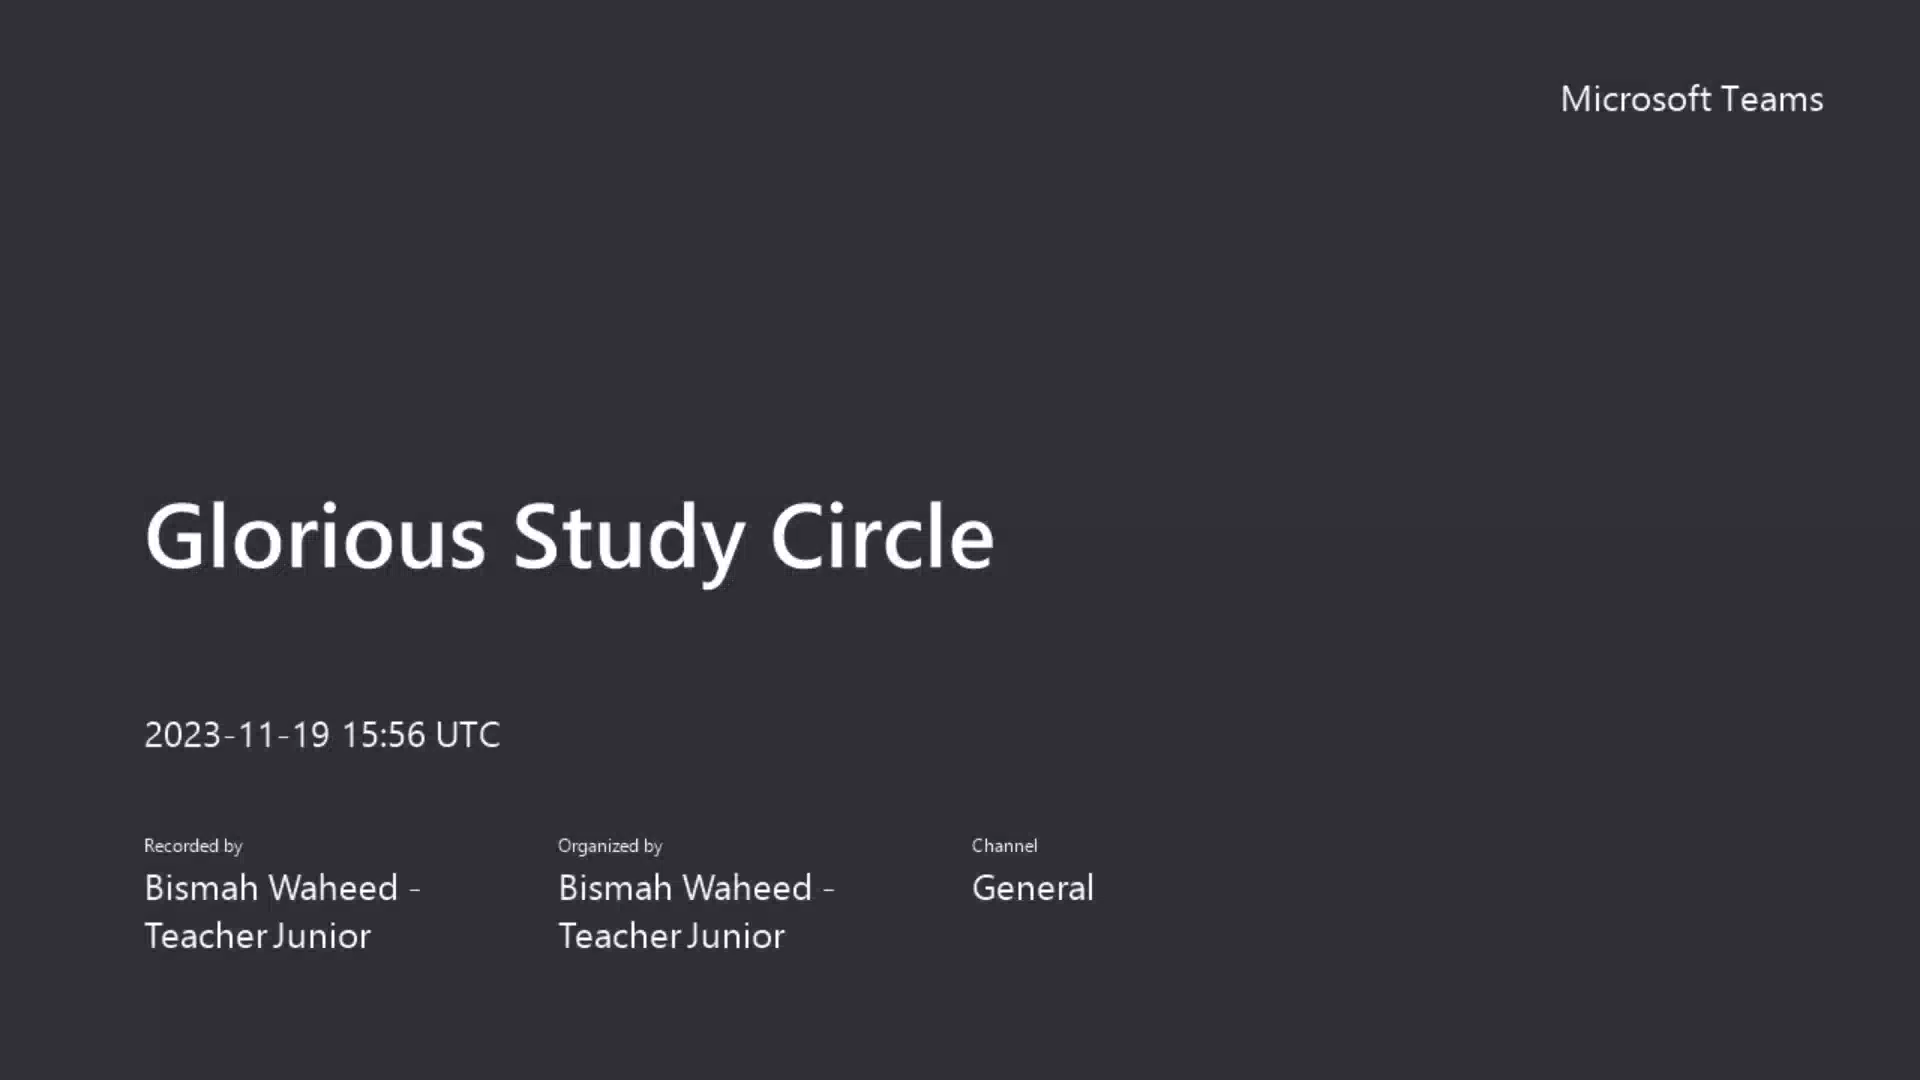 Microsoft Teams
Glorious Study Circle
2023-11-19 15:56 UTC
Recorded by
Bismah Waheed -
Teacher Junior
Organized by
Bismah Waheed -
Teacher Junior
Channel
General